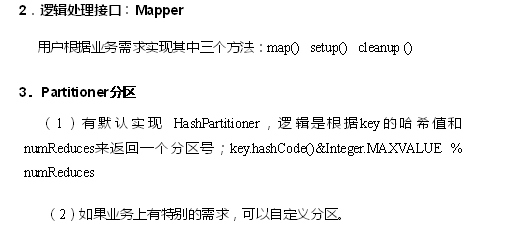 2．逻辑处理接口：Mapper
用户根据业务需求实现其中三个方法：map() setup() cleanup ()
3．Partitioner分区
（1）有默认实现 HashPartitioner，逻辑是根据key的哈希值和
numReduces来返回一个分区号；key.hashCode()&Integer.MAXVALUE %
numReduces
（2）如果业务上有特别的需求，可以自定义分区。